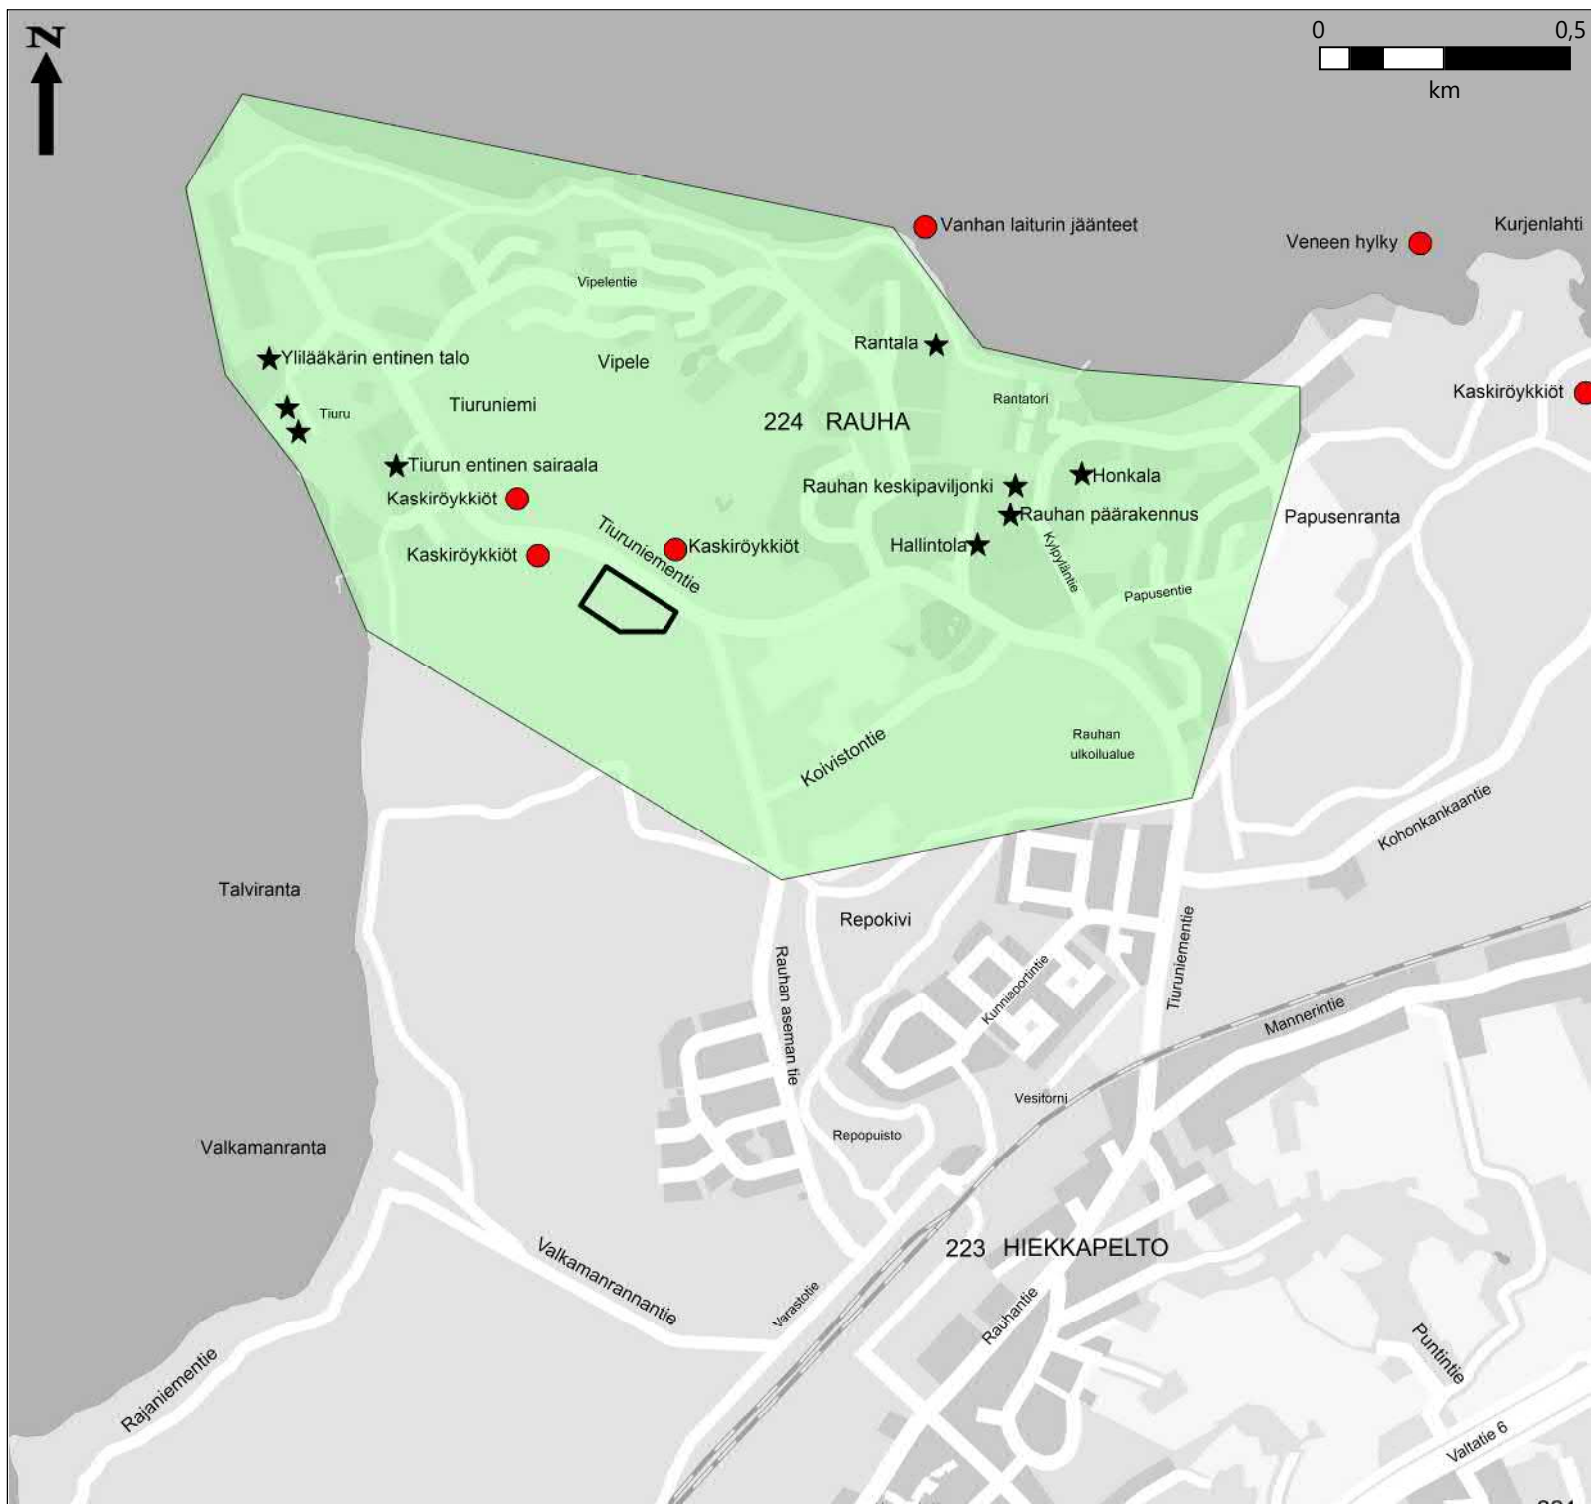 N
0 0,5
km
Vanhan laiturin jäänteet
Kurjenlahti
Veneen hylky
Vipelentie
Rantala
Ylilääkärin entinen talo
Vipele
Kaskiröykkiöt
Rantatori
Tiuruniemi
Tiuru
224 RAUHA
Tiurun entinen sairaala
Honkala
Rauhan keskipaviljonki
Kaskiröykkiöt
Rauhan päärakennus
Papusenranta
Tiuruniementie
Hallintola
Kaskiröykkiöt
Kaskiröykkiöt
Kylpyläntie
Papusentie
Rauhan
ulkoilualue
Koivistontie
Kohonkankaantie
Talviranta
Repokivi
Rauhan aseman tie
Kunnisportintie
Tiuruniementie
Mannerintie
Vesitorni
Repopuisto
Valkamanranta
223 HIEKKAPELTO
Valkamanrannantie
Varastotie
Rauhantie
Puntintie
Rajaniementie
Valtatie 6